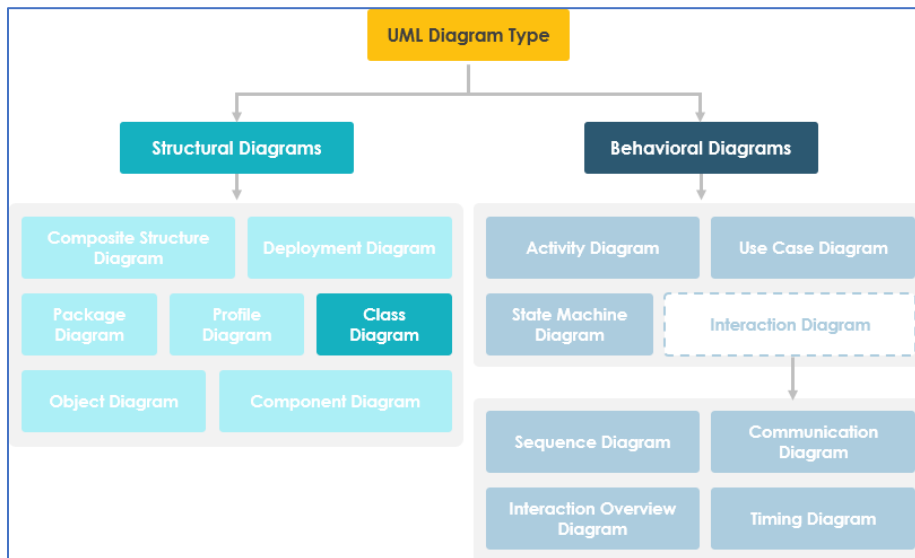 UML Diagram Type
Structural Diagrams
Behavioral Diagrams
Composite Structure
Diagram
Deployment Diagram
Package
Diagram
Profile
Diagram
Class
Diagram
Object Diagram
Component Diagram
Activity Diagram
Use Case Diagram
State Machine
Diagram
Interaction Diagram
Sequence Diagram
Communication
Diagram
Interaction Overview
Diagram
Timing Diagram